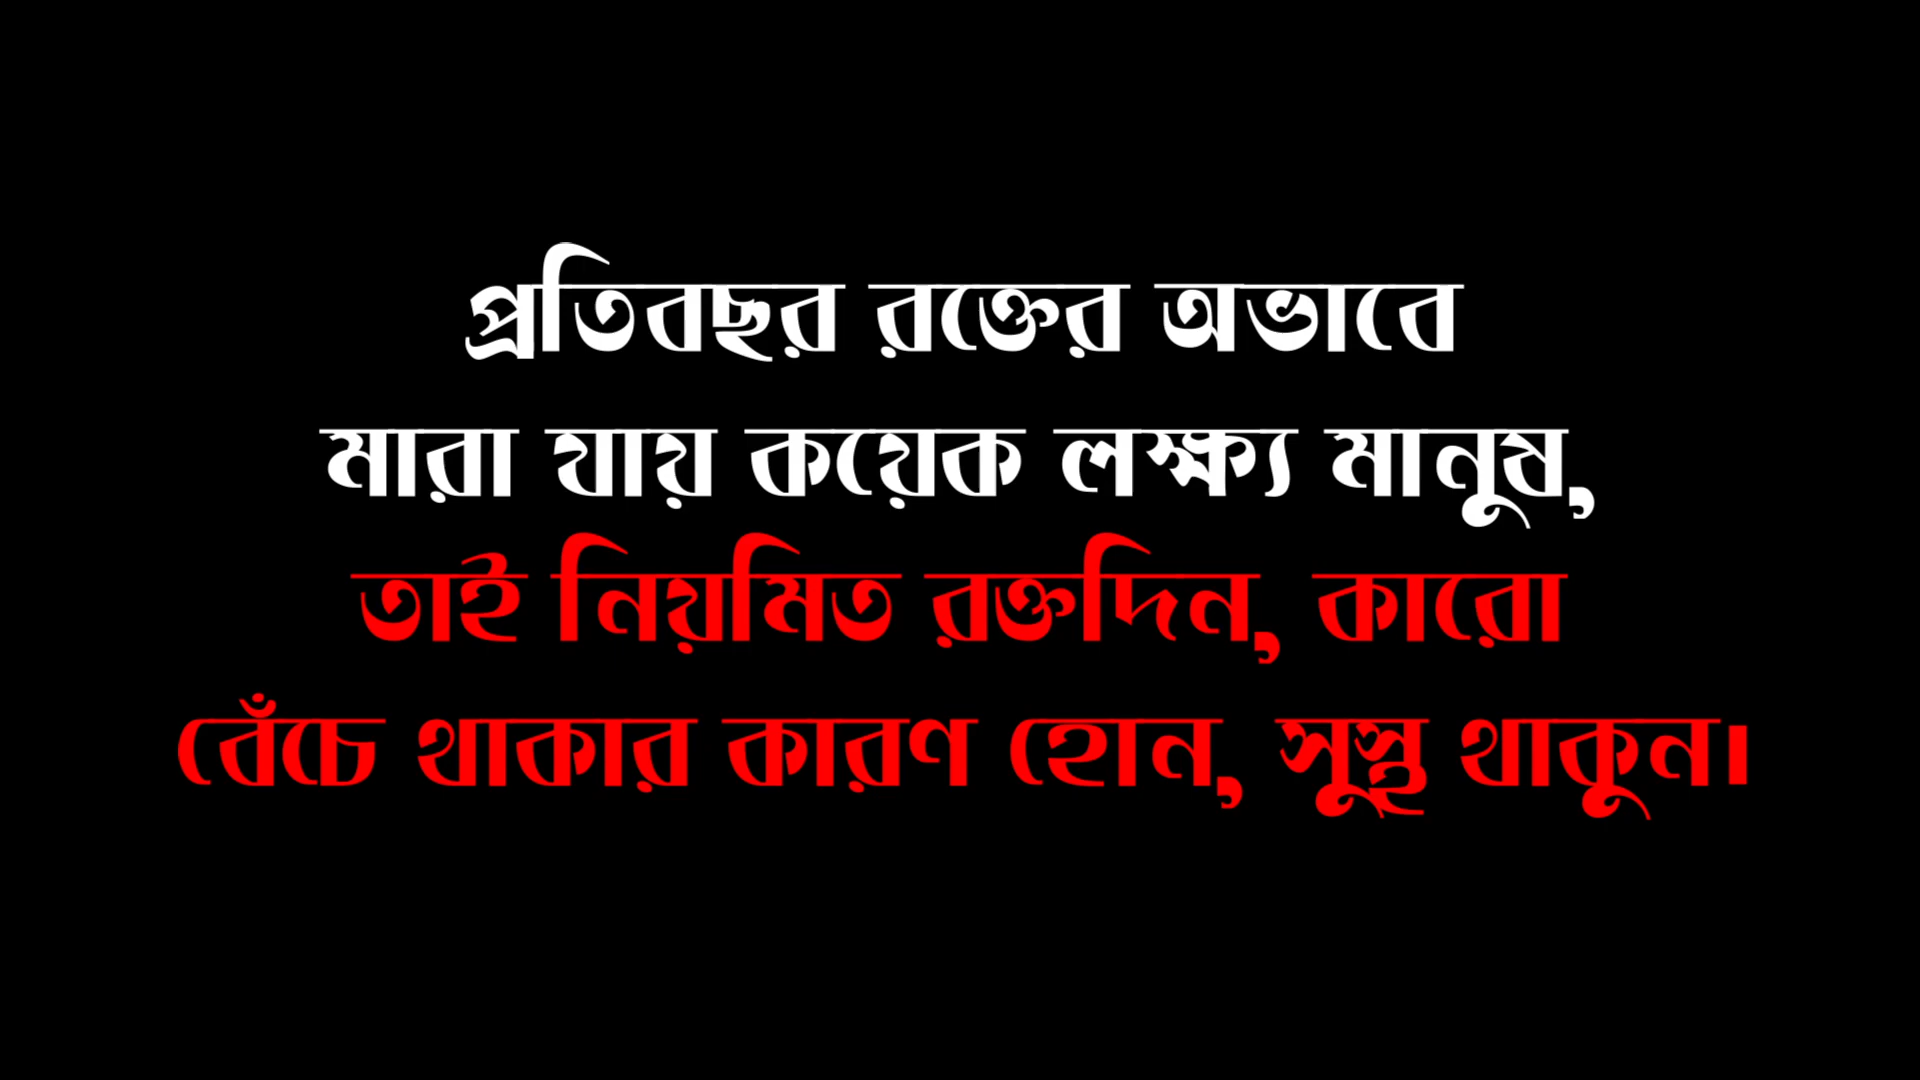 প্রতিবছর রক্তের অভাবে
মারা যায় কয়েক লক্ষ্য মানুষ,
তাই নিয়মিত রক্তদিন, কারো
বেঁচে থাকার কারণ হোন, সুস্থ থাকুন।